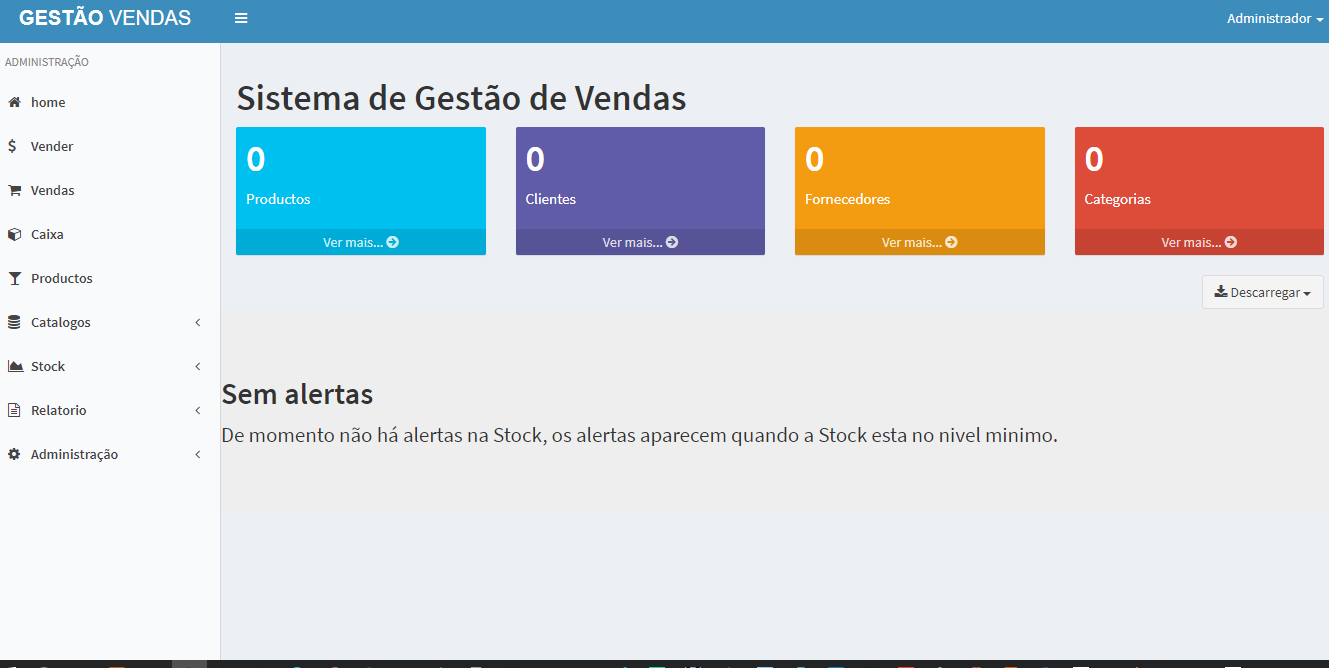 GESTÃO VENDAS
Administrador
ADMINISTRAÇÃO
home
Vender
Vendas
Caixa
Productos
Catalogos
Stock
Relatorio
Administração
Sistema de Gestão de Vendas
0
Productos
Ver mais...
0
Clientes
Ver mais...
0
Fornecedores
Ver mais...
0
Categorias
Ver mais...
Descarregar
Sem alertas
De momento não há alertas na Stock, os alertas aparecem quando a Stock esta no nivel minimo.